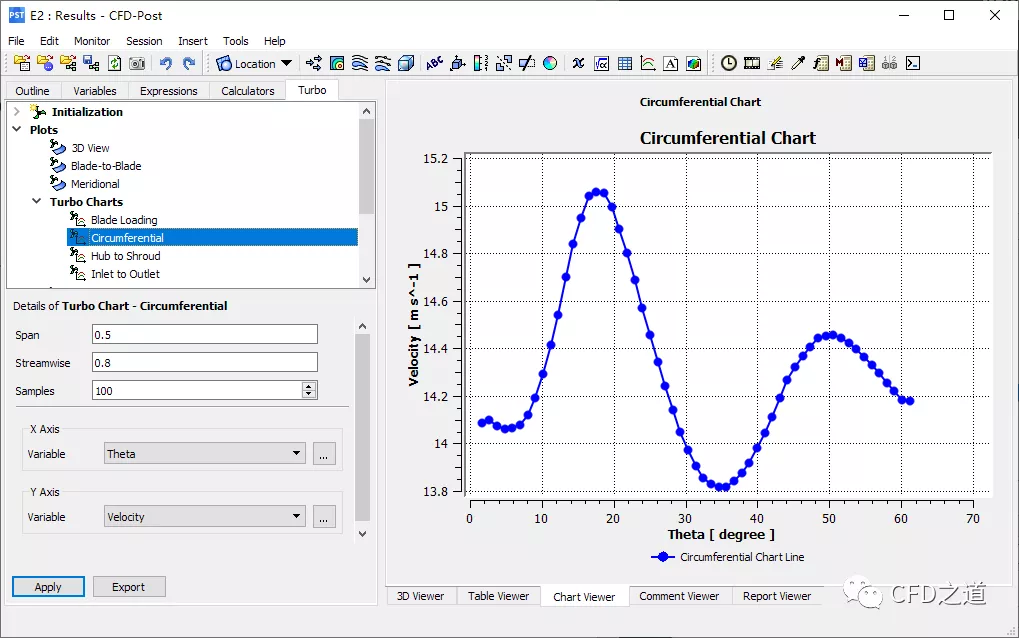 PST E2 : Results - CFD-Post
File Edit Monitor Session Insert Tools Help
Location
Outline Variables Expressions Calculators Turbo
Initialization
Plots
3D View
Blade-to-Blade
Meridional
Turbo Charts
Blade Loading
Circumferential
Hub to Shroud
Inlet to Outlet
Details of Turbo Chart - Circumferential
Span 0.5
Streamwise 0.8
Samples 100
X Axis
Variable Theta ...
Y Axis
Variable Velocity ...
Apply Export
Circumferential Chart
Circumferential Chart
15.2
15
14.8
14.6
14.4
14.2
14
13.8
Velocity [ m s^-1 ]
0 10 20 30 40 50 60 70
Theta [ degree ]
Circumferential Chart Line
3D Viewer Table Viewer Chart Viewer Comment Viewer Report Viewer
CFD之道